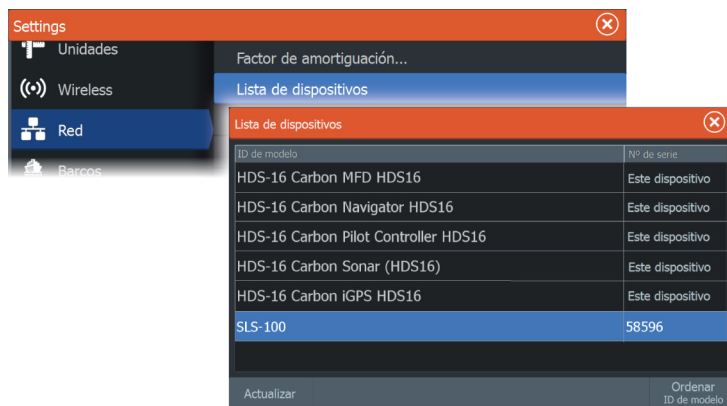 Settings
Unidades
Factor de amortiguación...
Wireless
Lista de dispositivos
Red
Barcos
Lista de dispositivos
ID de modelo Nº de serie
HDS-16 Carbon MFD HDS16 Este dispositivo
HDS-16 Carbon Navigator HDS16 Este dispositivo
HDS-16 Carbon Pilot Controller HDS16 Este dispositivo
HDS-16 Carbon Sonar (HDS16) Este dispositivo
HDS-16 Carbon iGPS HDS16 Este dispositivo
SLS-100 58596
Actualizar Ordenar
ID de modelo